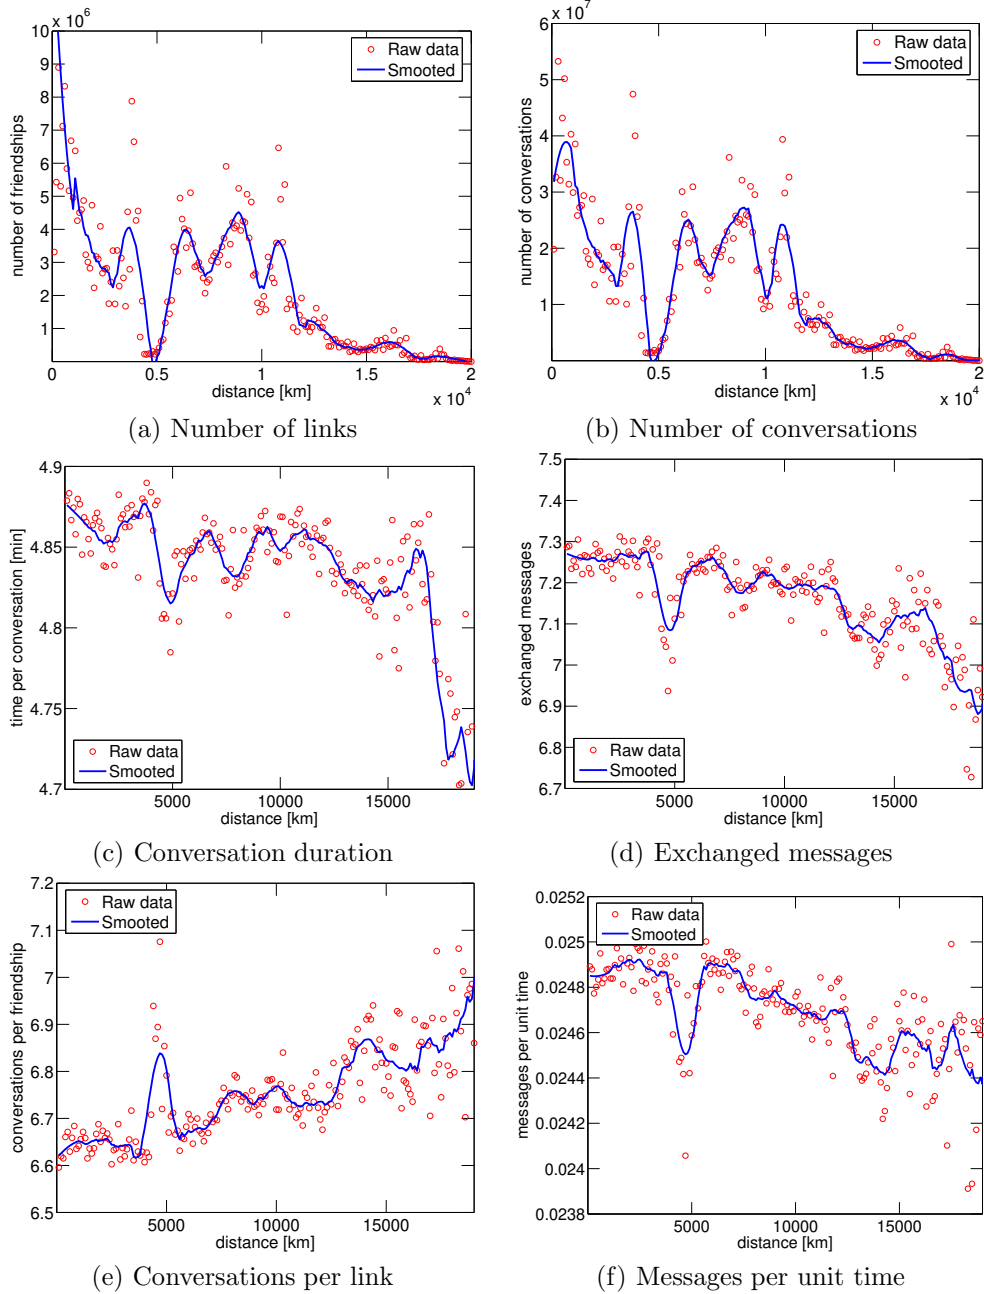 x 10^6
10
9
8
7
6
5
4
3
2
1
number of friendships
Raw data
Smooted
0
0.5
1
1.5
2
distance [km]
x 10^4
(a) Number of links
x 10^7
6
5
4
3
2
1
0
number of conversations
Raw data
Smooted
0
0.5
1
1.5
2
distance [km]
x 10^4
(b) Number of conversations
4.9
4.85
4.8
4.75
4.7
time per conversation [min]
Raw data
Smooted
5000
10000
15000
distance [km]
(c) Conversation duration
7.5
7.4
7.3
7.2
7.1
7
6.9
6.8
6.7
exchanged messages
Raw data
Smooted
5000
10000
15000
distance [km]
(d) Exchanged messages
7.2
7.1
7
6.9
6.8
6.7
6.6
6.5
conversations per friendship
Raw data
Smooted
5000
10000
15000
distance [km]
(e) Conversations per link
0.0252
0.025
0.0248
0.0246
0.0244
0.0242
0.024
0.0238
messages per unit time
Raw data
Smooted
5000
10000
15000
distance [km]
(f) Messages per unit time